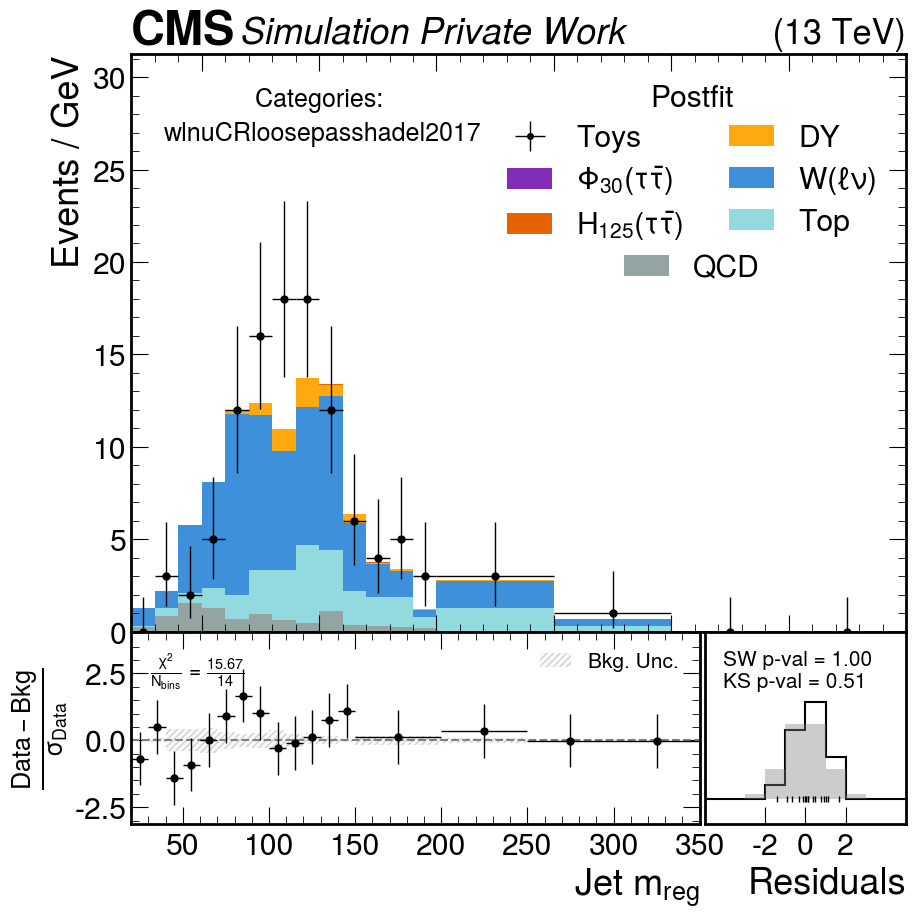 CMS Simulation Private Work (13 TeV)
Events / GeV
30
25
20
15
10
5
0
Categories:
wlnuCRloosepasshadel2017
Postfit
Toys
Φ30(ττ̄)
H125(ττ̄)
DY
W(ℓν)
Top
QCD
Data – Bkg
σData
2.5
0.0
-2.5
χ²/Nbins = 15.67/14
Bkg. Unc.
SW p-val = 1.00
KS p-val = 0.51
50 100 150 200 250 300 350
-2 0 2
Jet mreg
Residuals